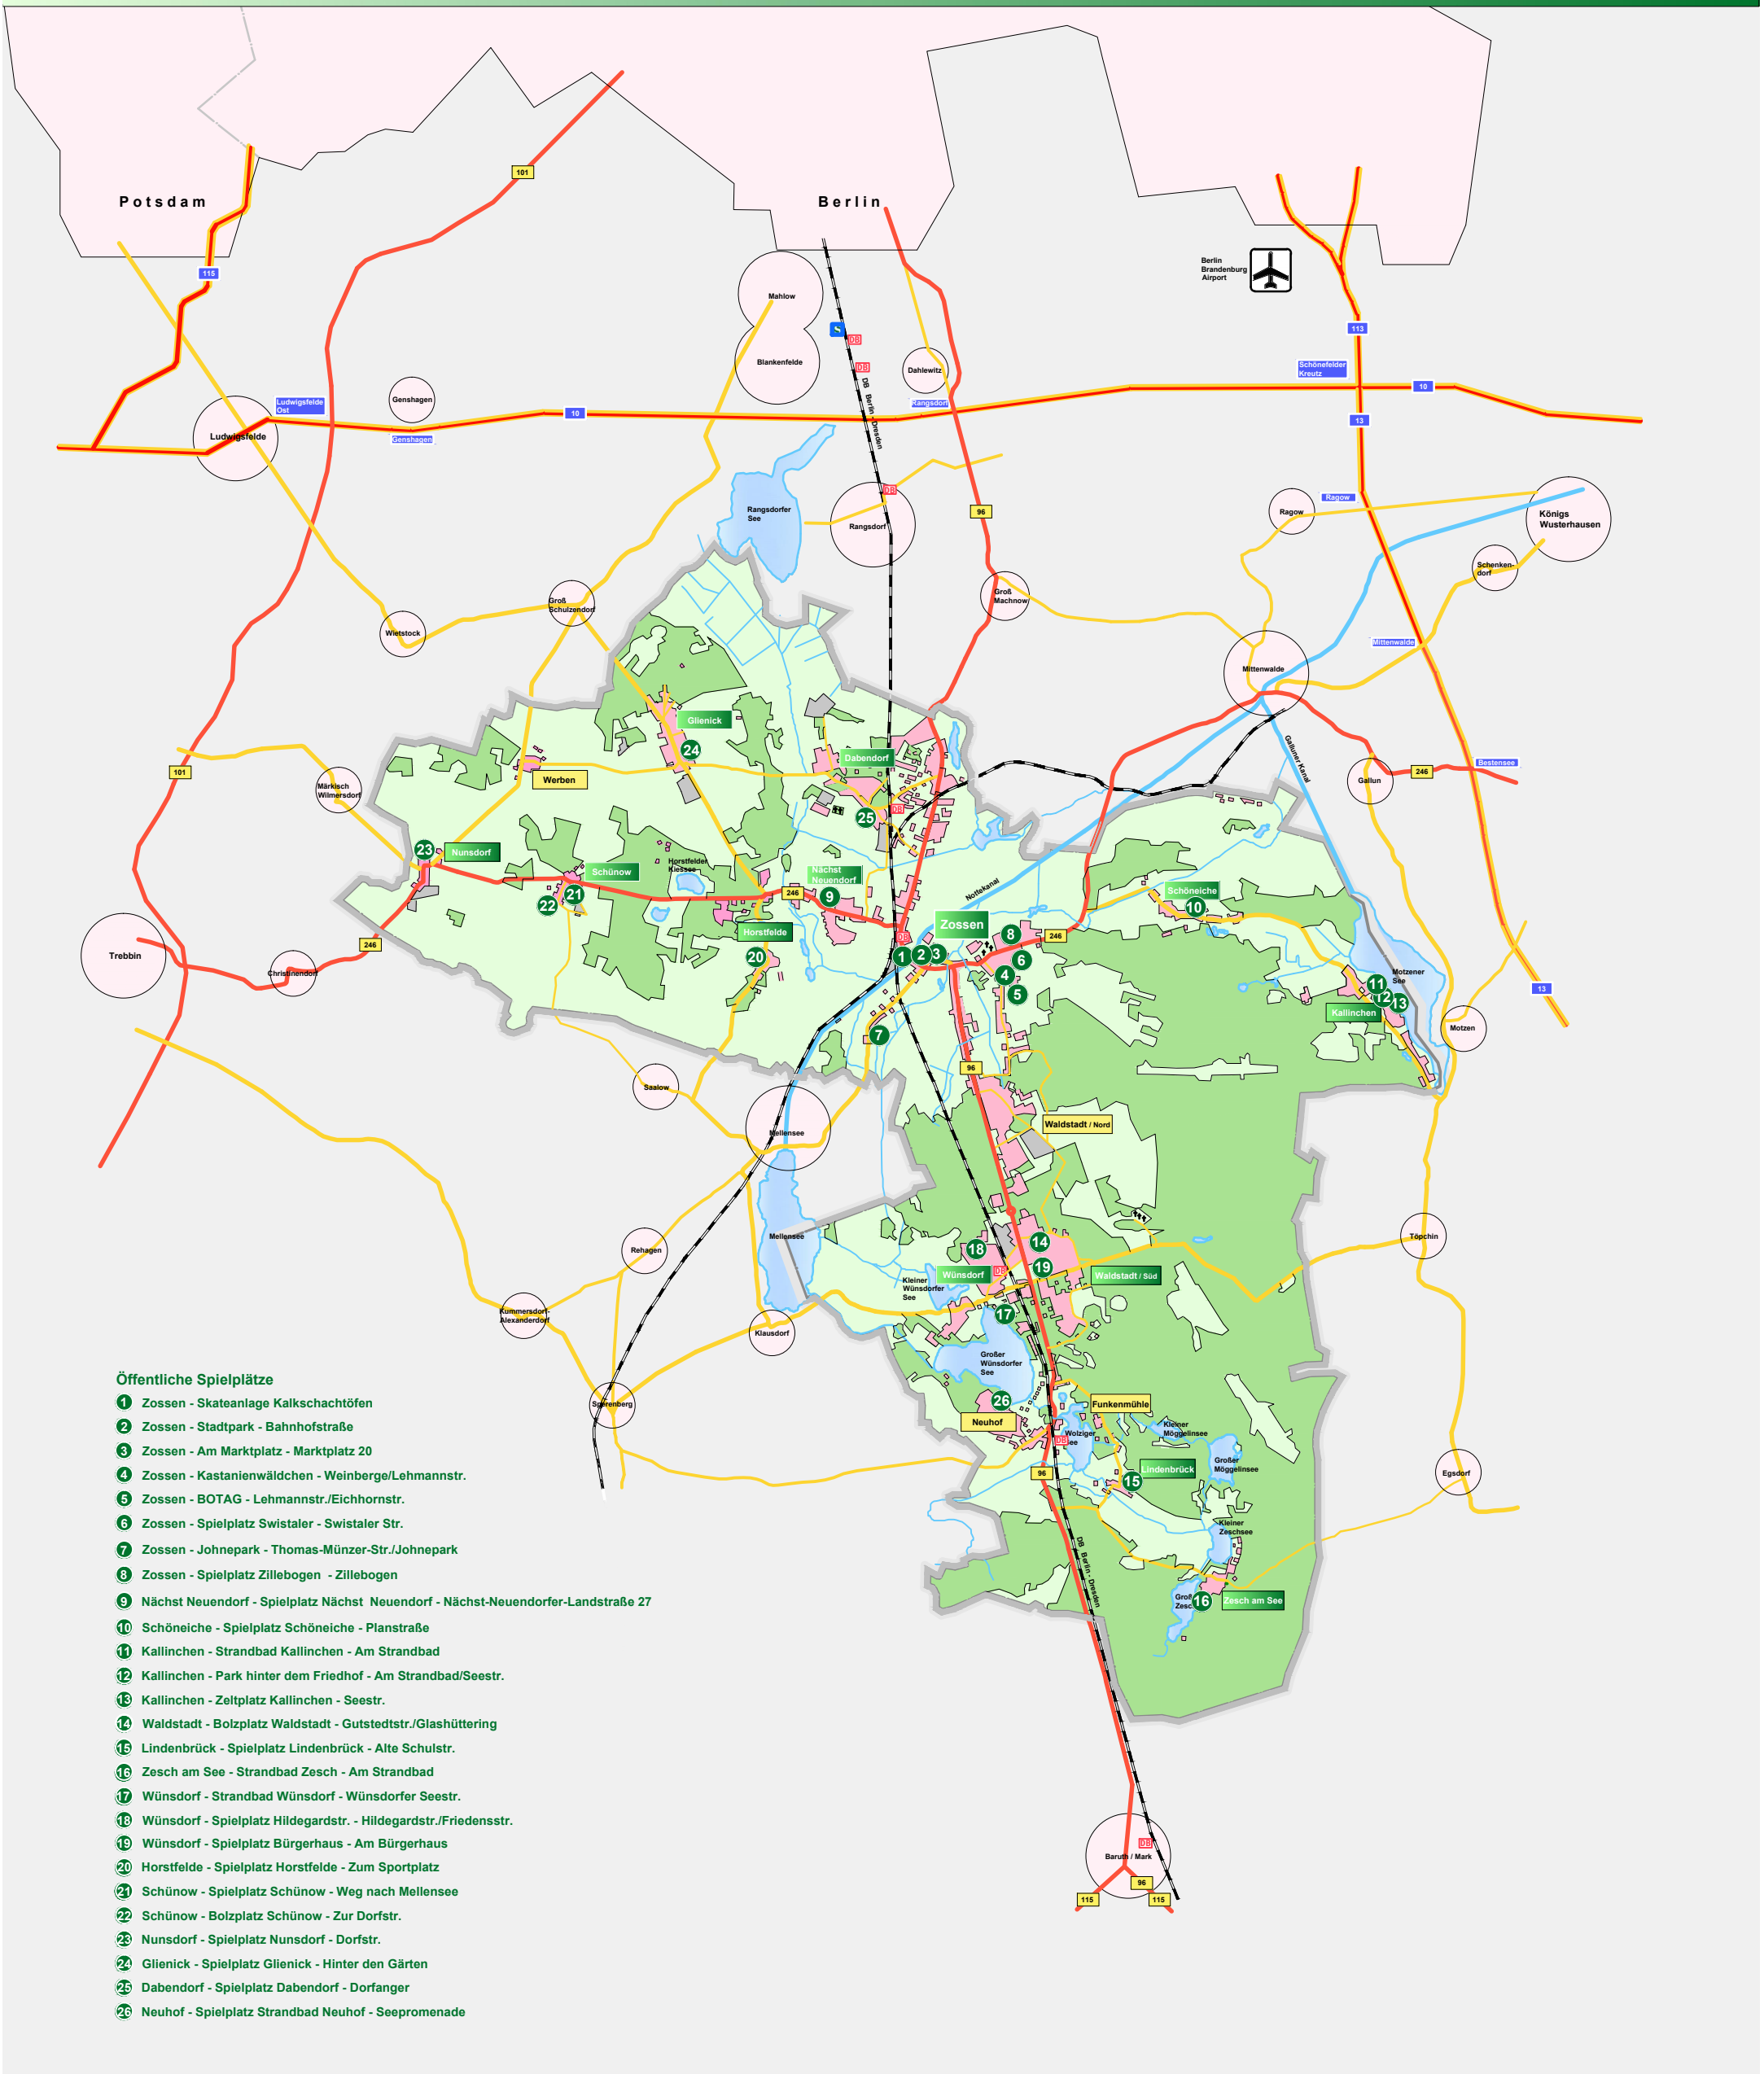 Potsdam
Berlin
101
115
Berlin
Brandenburg
Airport
Mahlow
S
DB
113
Blankenfelde
DB
Dahlewitz
DB Berlin - Dresden
Schönefelder
Kreutz
10
Ludwigsfelde
Ost
Genshagen
10
Rangsdorf
13
Ludwigsfelde
Genshagen
DB
Ragow
Rangsdorfer
See
Rangsdorf
96
Ragow
Königs
Wusterhausen
Schenken-
dorf
Groß
Schulzendorf
Groß
Machnow
Wietstock
Mittenwalde
Mittenwalde
Glienick
24
Galluner Kanal
Dabendorf
Bestensee
101
Werben
246
Gallun
Märkisch
Wilmersdorf
25
DB
23
Nunsdorf
Horstfelder
Kiessee
Schünow
Nächst
Neuendorf
Nottekanal
Schöneiche
21
22
246
9
10
Horstfelde
Zossen
8
246
246
DB
Trebbin
Christinendorf
20
1
2
3
6
4
5
Motzener
See
11
12
13
13
Kallinchen
7
Motzen
96
Saalow
Mellensee
Waldstadt / Nord
Mellensee
Rehagen
14
18
Töpchin
Wünsdorf
DB
19
Waldstadt / Süd
Kleiner
Wünsdorfer
See
17
Kummersdorf-
Alexanderdorf
Klausdorf
Großer
Wünsdorfer
See
Sperenberg
26
Funkenmühle
Neuhof
Wolziger
See
DB
Kleiner
Möggelinsee
Großer
Möggelinsee
Lindenbrück
96
15
Egsdorf
Kleiner
Zeschsee
DB Berlin - Dresden
16
Zesch am See
Baruth / Mark
DB
96
115
115
Öffentliche Spielplätze
1 Zossen - Skateanlage Kalkschachtöfen
2 Zossen - Stadtpark - Bahnhofstraße
3 Zossen - Am Marktplatz - Marktplatz 20
4 Zossen - Kastanienwäldchen - Weinberge/Lehmannstr.
5 Zossen - BOTAG - Lehmannstr./Eichhornstr.
6 Zossen - Spielplatz Swistaler - Swistaler Str.
7 Zossen - Johnepark - Thomas-Münzer-Str./Johnepark
8 Zossen - Spielplatz Zillebogen - Zillebogen
9 Nächst Neuendorf - Spielplatz Nächst Neuendorf - Nächst-Neuendorfer-Landstraße 27
10 Schöneiche - Spielplatz Schöneiche - Planstraße
11 Kallinchen - Strandbad Kallinchen - Am Strandbad
12 Kallinchen - Park hinter dem Friedhof - Am Strandbad/Seestr.
13 Kallinchen - Zeltplatz Kallinchen - Seestr.
14 Waldstadt - Bolzplatz Waldstadt - Gutstedtstr./Glashüttering
15 Lindenbrück - Spielplatz Lindenbrück - Alte Schulstr.
16 Zesch am See - Strandbad Zesch - Am Strandbad
17 Wünsdorf - Strandbad Wünsdorf - Wünsdorfer Seestr.
18 Wünsdorf - Spielplatz Hildegardstr. - Hildegardstr./Friedensstr.
19 Wünsdorf - Spielplatz Bürgerhaus - Am Bürgerhaus
20 Horstfelde - Spielplatz Horstfelde - Zum Sportplatz
21 Schünow - Spielplatz Schünow - Weg nach Mellensee
22 Schünow - Bolzplatz Schünow - Zur Dorfstr.
23 Nunsdorf - Spielplatz Nunsdorf - Dorfstr.
24 Glienick - Spielplatz Glienick - Hinter den Gärten
25 Dabendorf - Spielplatz Dabendorf - Dorfanger
26 Neuhof - Spielplatz Strandbad Neuhof - Seepromenade